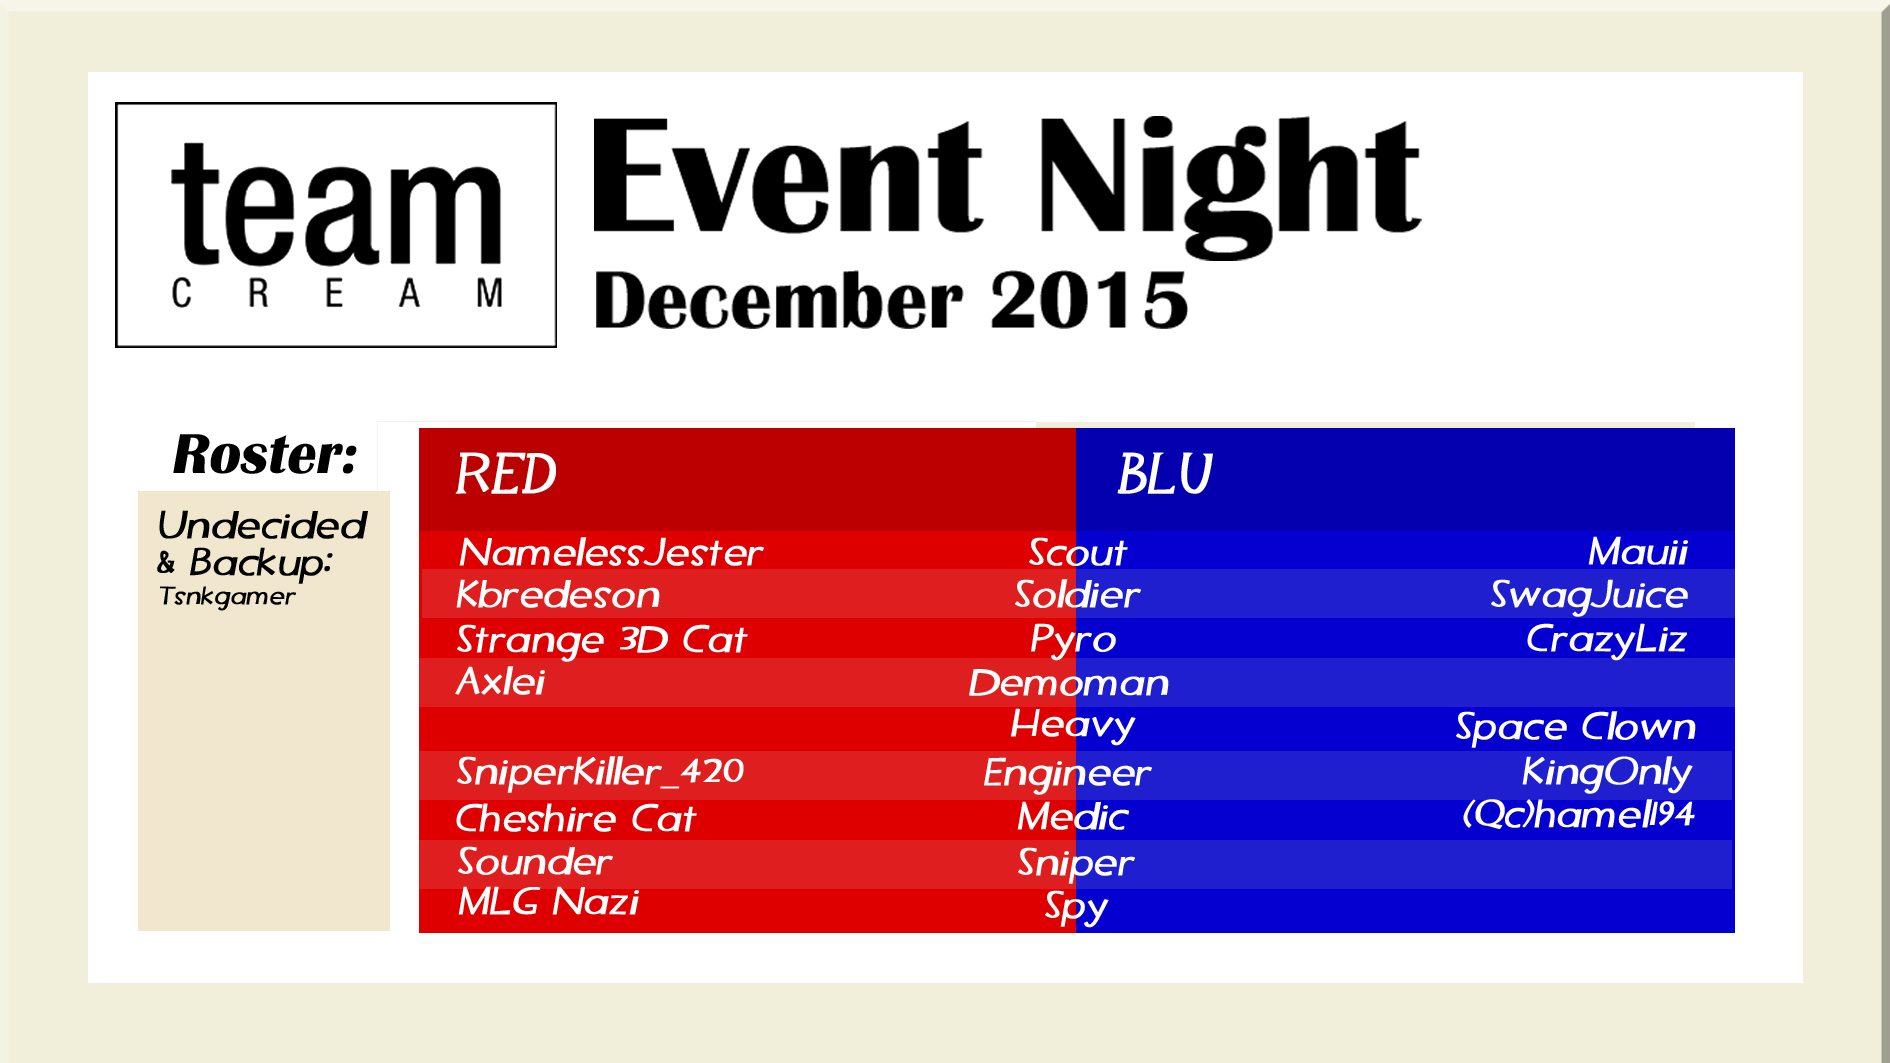 team
CREAM
Event Night
December 2015
Roster:
Undecided
& Backup:
Tsnkgamer
RED BLU
NamelessJester Scout Mauii
Kbredeson Soldier SwagJuice
Strange 3D Cat Pyro CrazyLiz
Axlei Demoman
Heavy Space Clown
SniperKiller_420 Engineer KingOnly
Cheshire Cat Medic (Qc)hamell94
Sounder Sniper
MLG Nazi Spy